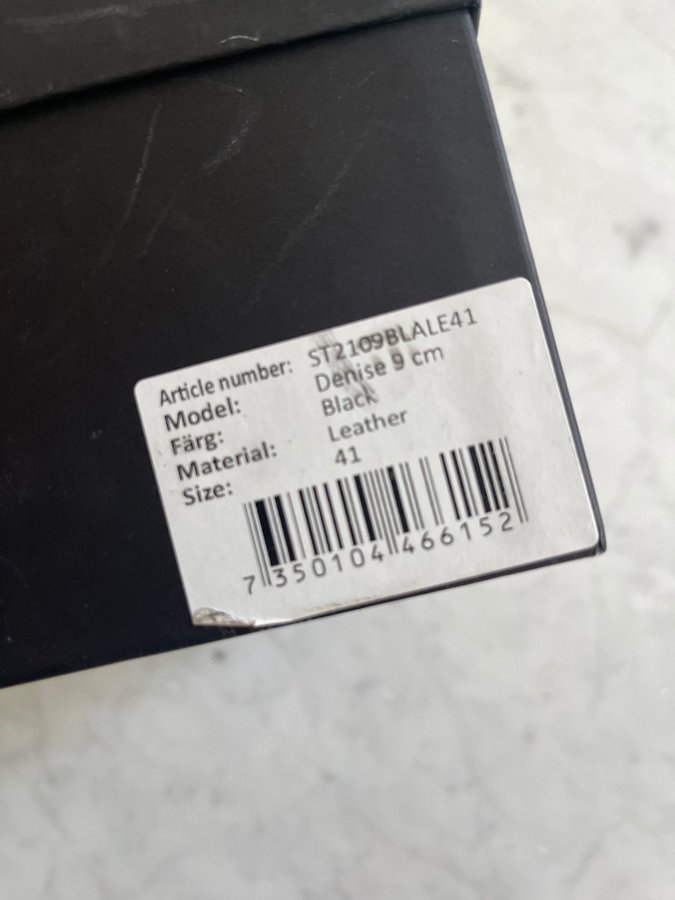 Article number: ST2109BLALE41
Model: Denise 9 cm
Färg: Black
Material: Leather
Size: 41
7 350104 466152